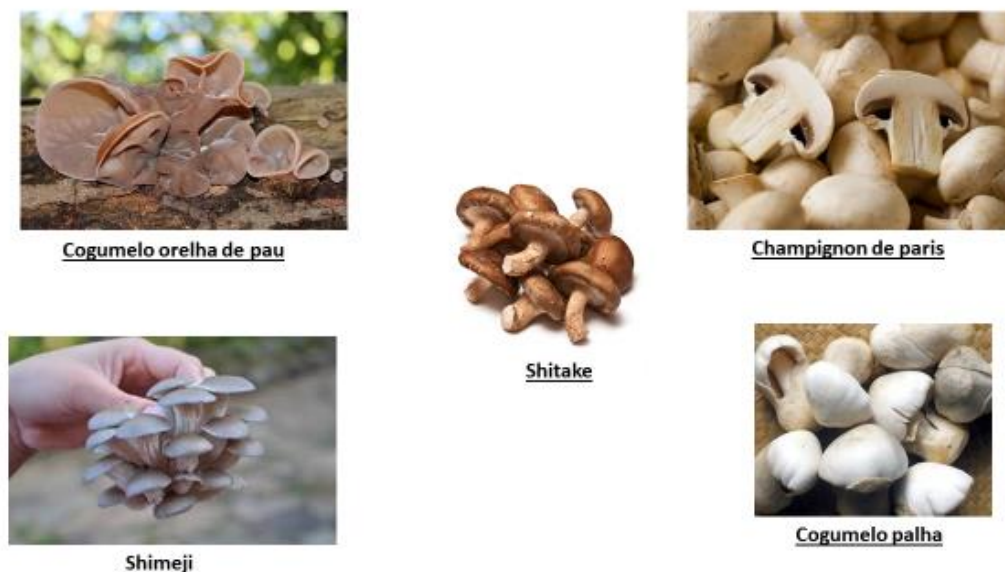 Cogumelo orelha de pau
Champignon de paris
Shitake
Shimeji
Cogumelo palha